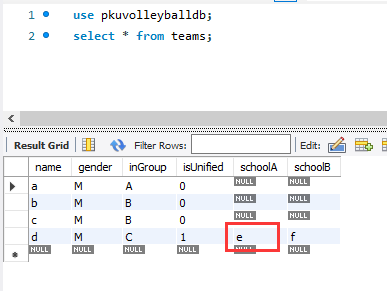 1 use pkuvolleyballdb;
2 select * from teams;
Result Grid Filter Rows: Edit:
name gender inGroup isUnified schoolA schoolB
a M A 0 NULL NULL
b M B 0 NULL NULL
c M B 0 NULL NULL
d M C 1 e f
NULL NULL NULL NULL NULL NULL